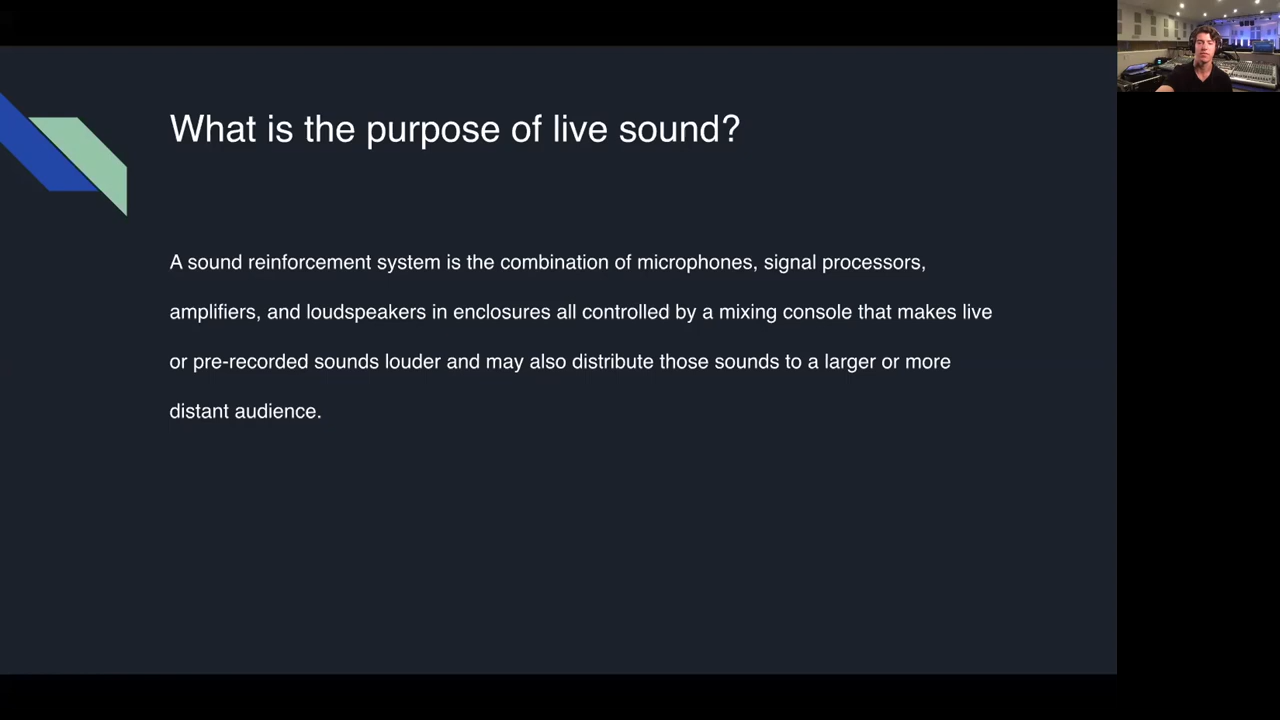 What is the purpose of live sound?
A sound reinforcement system is the combination of microphones, signal processors,
amplifiers, and loudspeakers in enclosures all controlled by a mixing console that makes live
or pre-recorded sounds louder and may also distribute those sounds to a larger or more
distant audience.